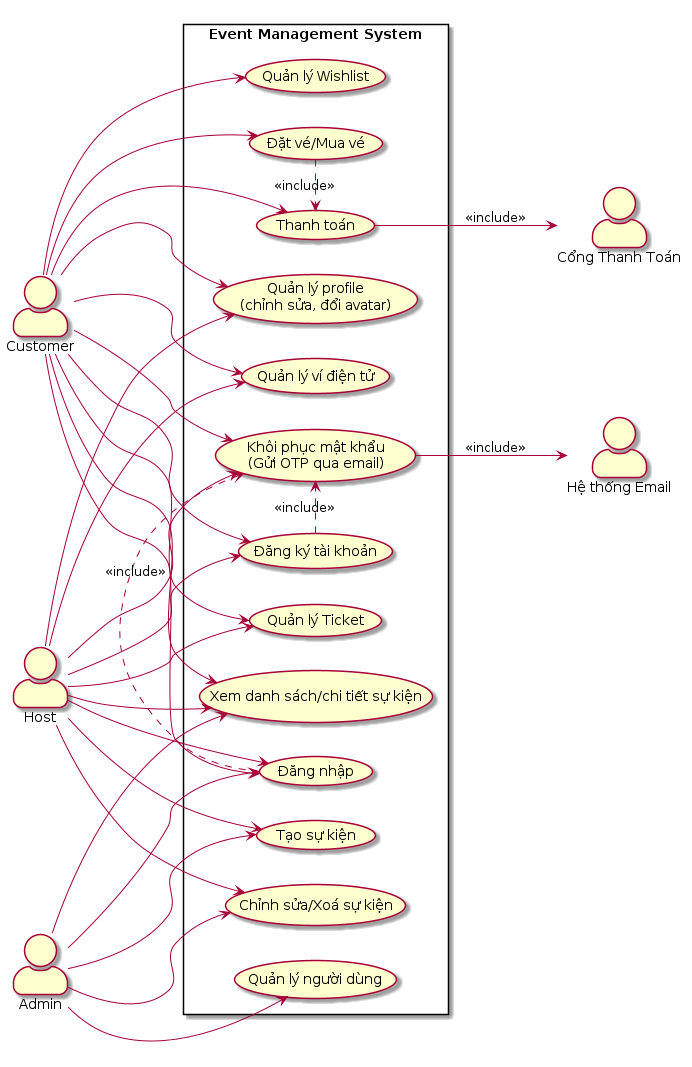 Event Management System
Quản lý Wishlist
Đặt vé/Mua vé
«include»
Thanh toán
«include»
Cổng Thanh Toán
Quản lý profile
(chỉnh sửa, đổi avatar)
Customer
Quản lý ví điện tử
Khôi phục mật khẩu
(Gửi OTP qua email)
«include»
Hệ thống Email
«include»
Đăng ký tài khoản
«include»
Quản lý Ticket
Xem danh sách/chi tiết sự kiện
Host
Đăng nhập
Tạo sự kiện
Chỉnh sửa/Xoá sự kiện
Quản lý người dùng
Admin